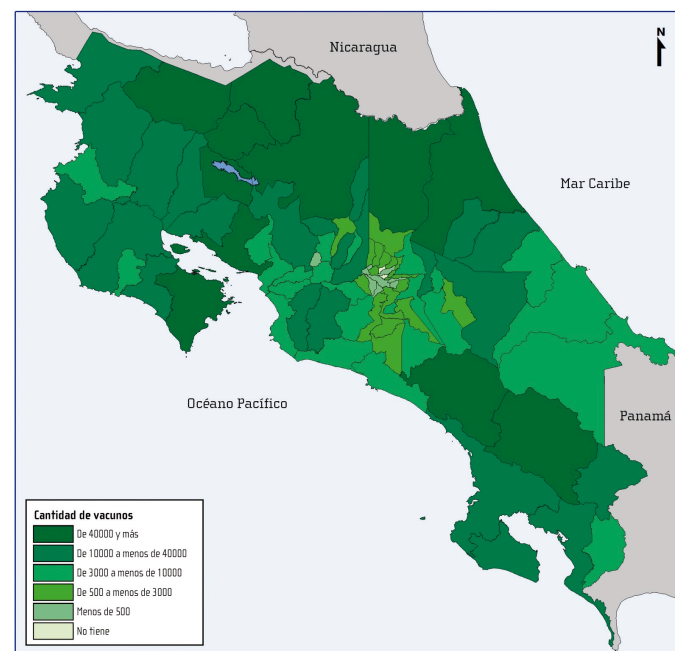 Nicaragua
N
Mar Caribe
Océano Pacífico
Panamá
Cantidad de vacunos
De 40000 y más
De 10000 a menos de 40000
De 3000 a menos de 10000
De 500 a menos de 3000
Menos de 500
No tiene